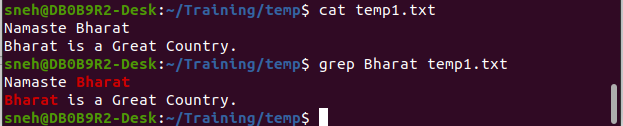 sneh@DB0B9R2-Desk:~/Training/temp$ cat temp1.txt
Namaste Bharat
Bharat is a Great Country.
sneh@DB0B9R2-Desk:~/Training/temp$ grep Bharat temp1.txt
Namaste Bharat
Bharat is a Great Country.
sneh@DB0B9R2-Desk:~/Training/temp$